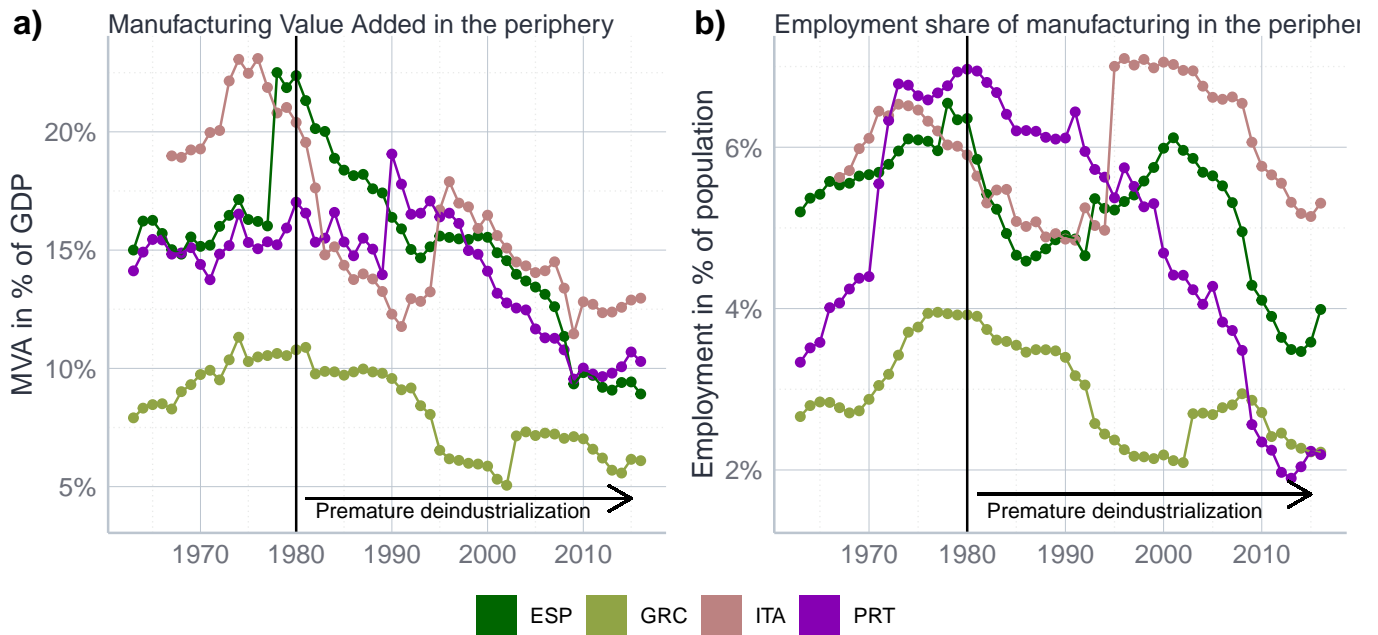 a)
Manufacturing Value Added in the periphery
MVA in % of GDP
20%
15%
10%
5%
Premature deindustrialization
1970 1980 1990 2000 2010
b)
Employment share of manufacturing in the peripher
Employment in % of population
6%
4%
2%
Premature deindustrialization
1970 1980 1990 2000 2010
ESP GRC ITA PRT